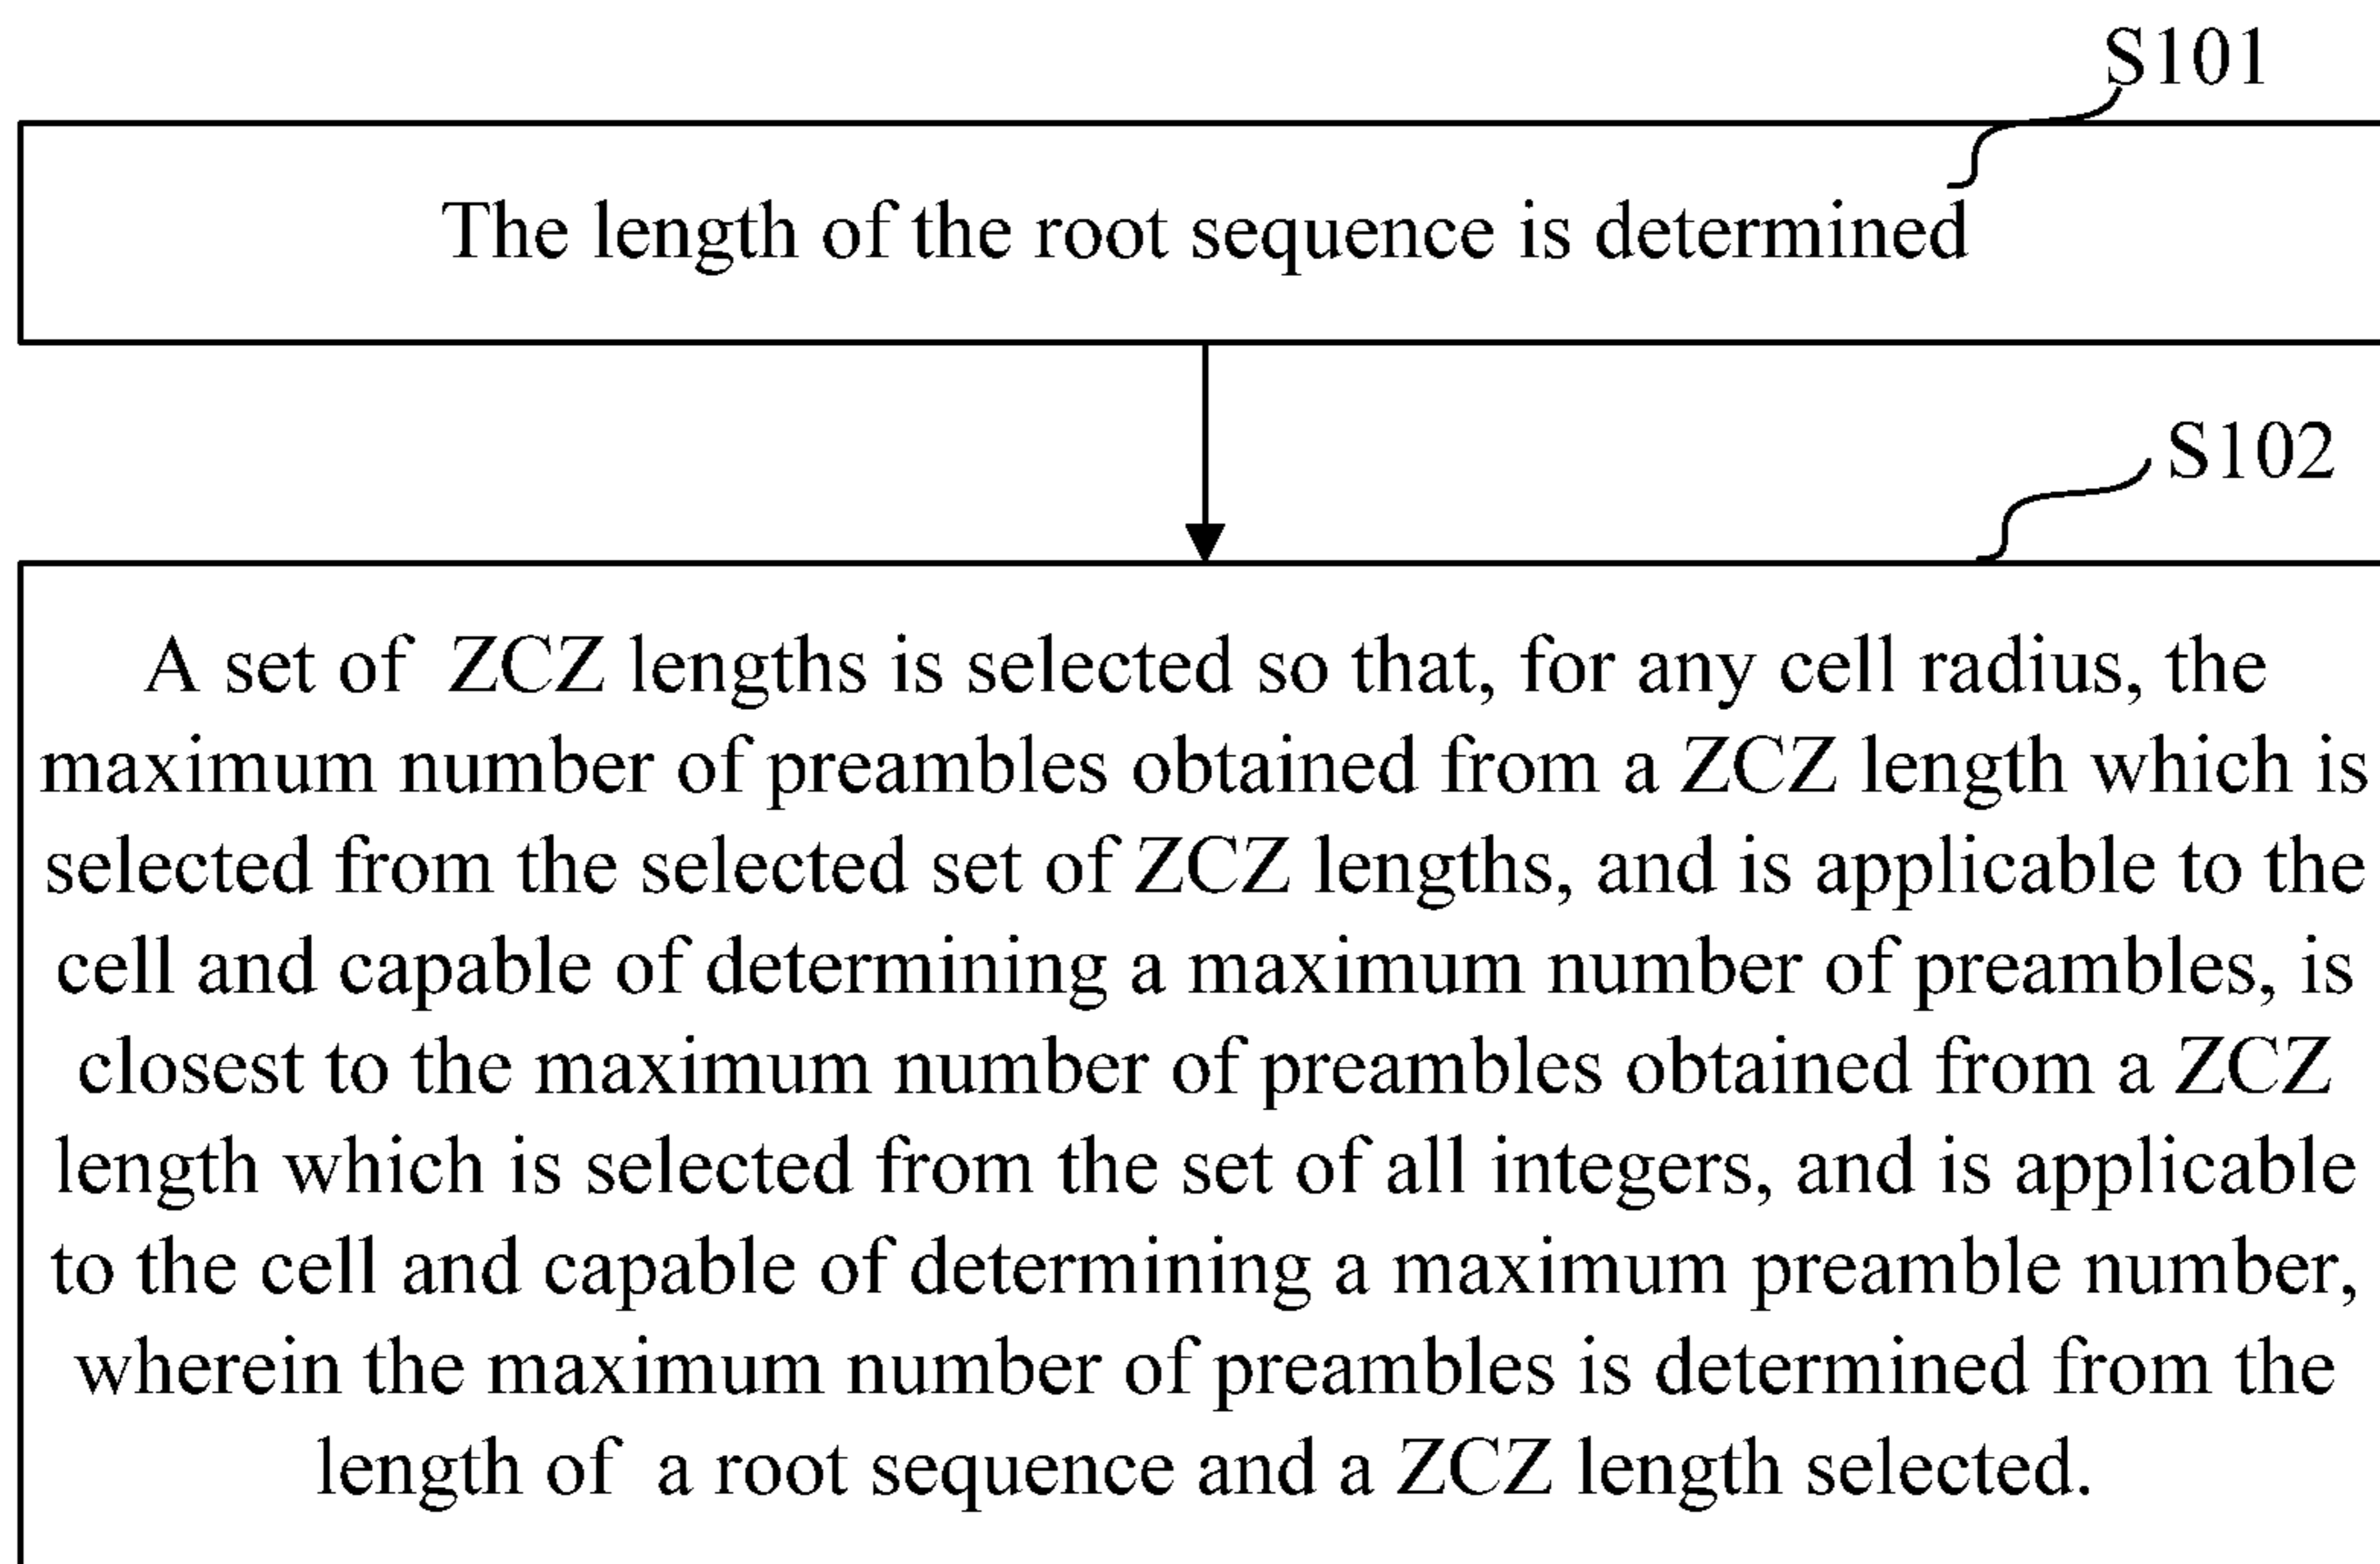 S101
The length of the root sequence is determined
S102
A set of ZCZ lengths is selected so that, for any cell radius, the
maximum number of preambles obtained from a ZCZ length which is
selected from the selected set of ZCZ lengths, and is applicable to the
cell and capable of determining a maximum number of preambles, is
closest to the maximum number of preambles obtained from a ZCZ
length which is selected from the set of all integers, and is applicable
to the cell and capable of determining a maximum preamble number,
wherein the maximum number of preambles is determined from the
length of a root sequence and a ZCZ length selected.